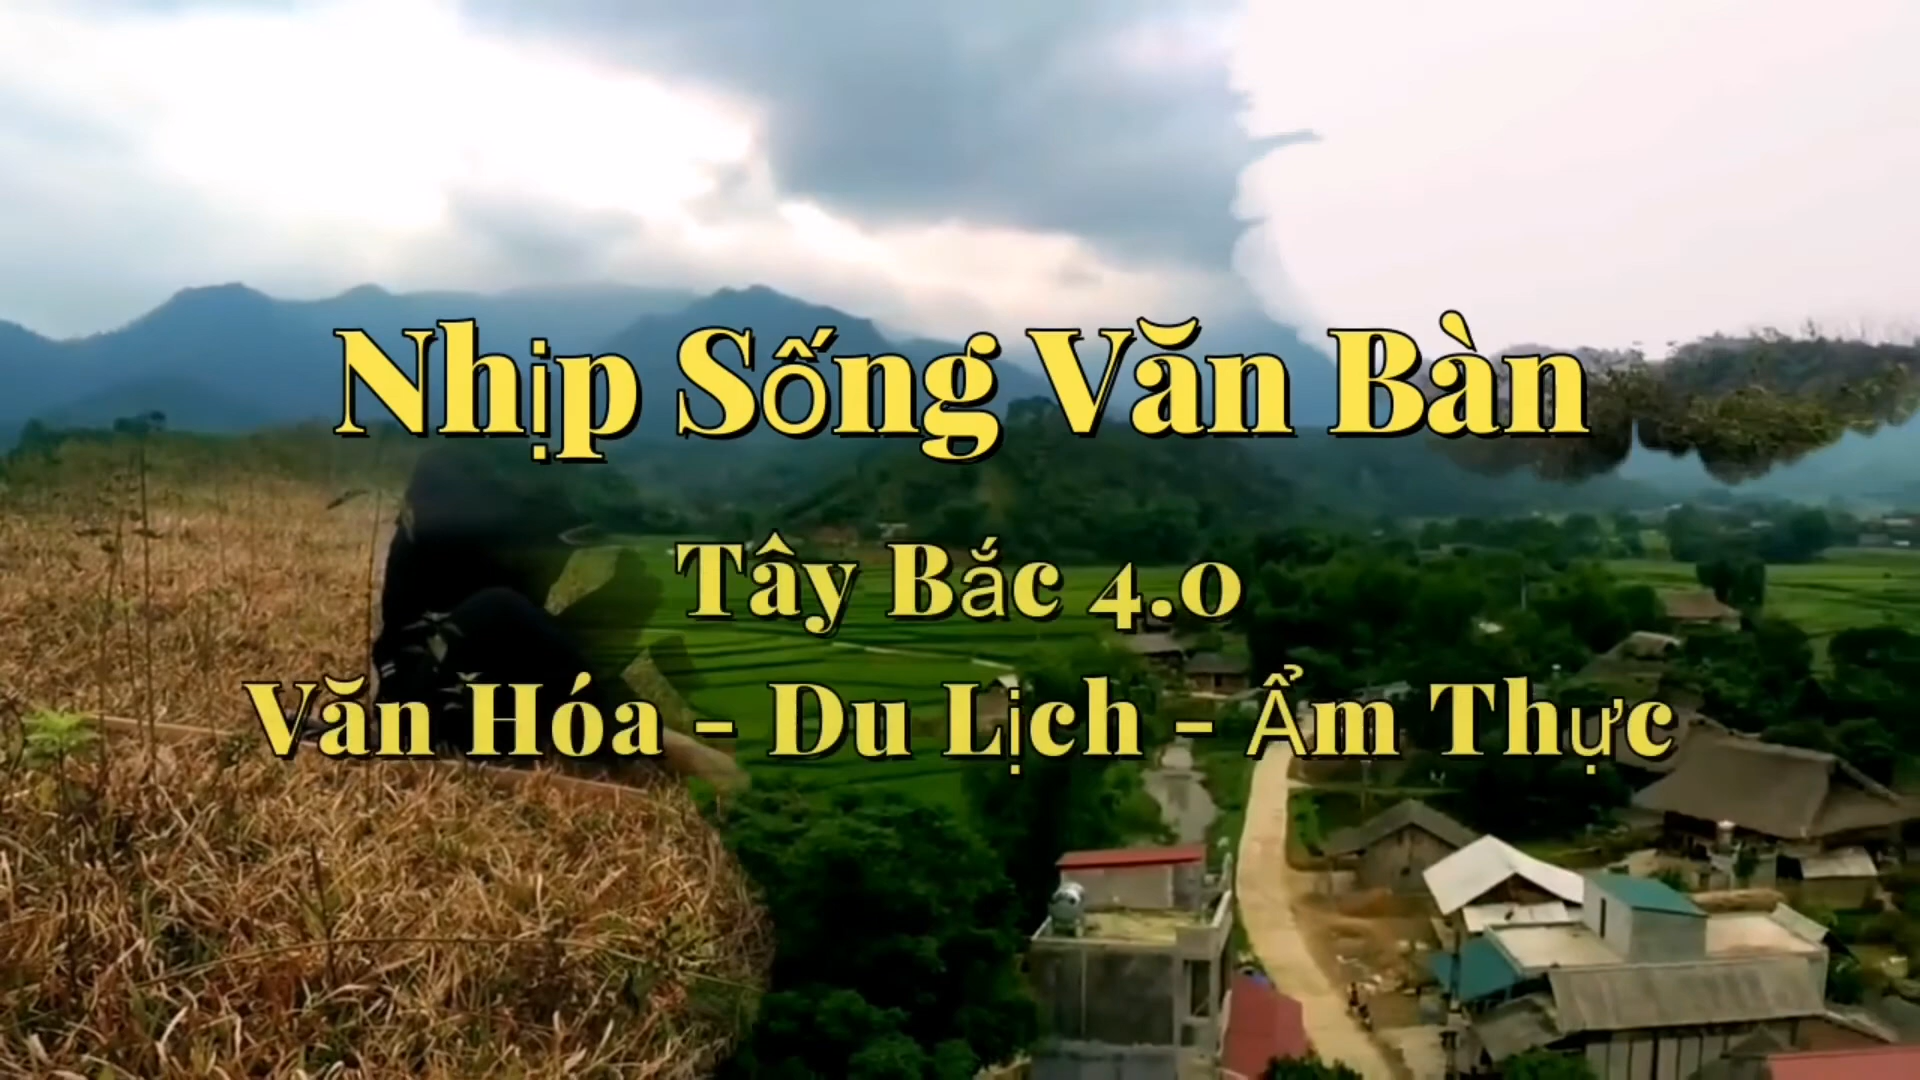 Nhịp Sống Văn Bàn
Tây Bắc 4.0
Văn Hóa - Du Lịch - Ẩm Thực